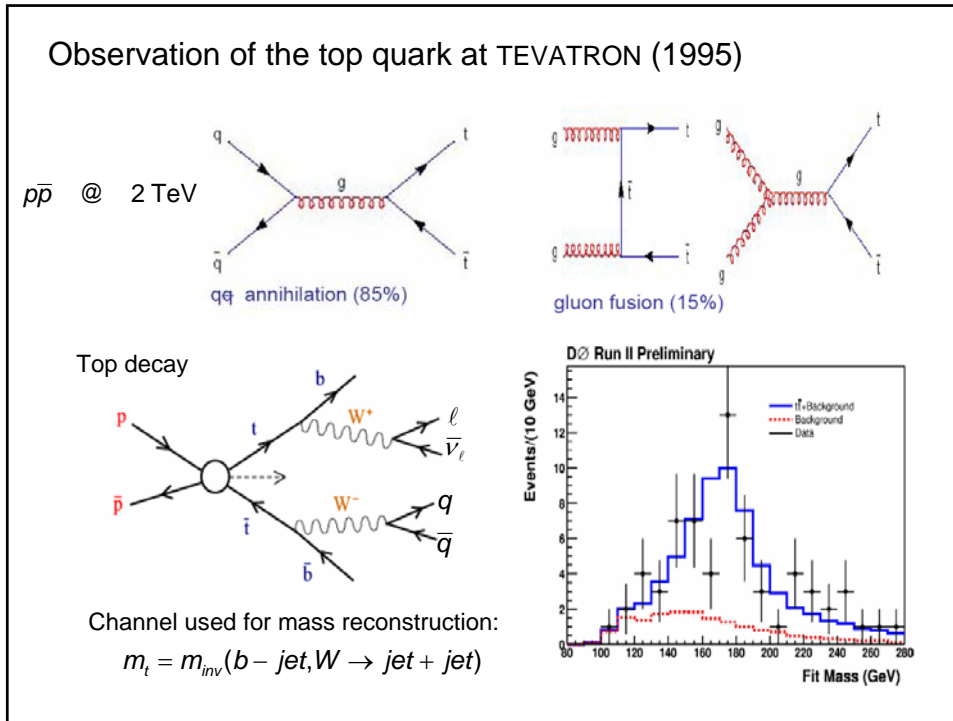 Observation of the top quark at TEVATRON (1995)
q
t
g
q̄
t̄
pp̄ @ 2 TeV
qq annihilation (85%)
g
t
t̄
g
t̄
g
g
t
g
t̄
gluon fusion (15%)
Top decay
p
p̄
t
b
W⁺
ℓ
ν̄ℓ
t̄
b̄
W⁻
q
q̄
Channel used for mass reconstruction:
mₜ = mᵢₙᵥ(b − jet,W → jet + jet)
DØ Run II Preliminary
Events/(10 GeV)
14
12
10
8
6
4
2
0
tt̄+Background
Background
Data
80 100 120 140 160 180 200 220 240 260 280
Fit Mass (GeV)